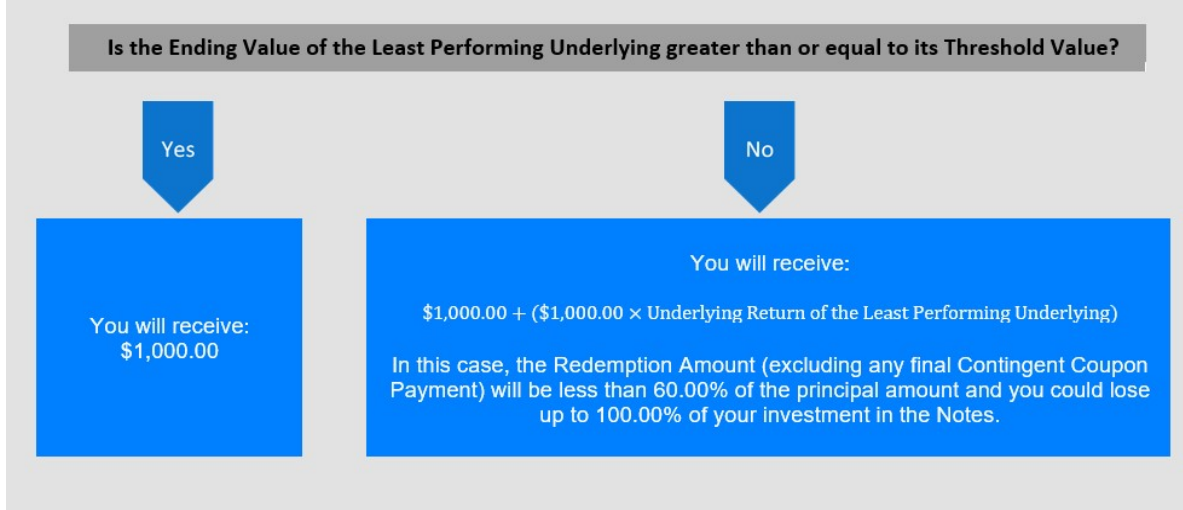 Is the Ending Value of the Least Performing Underlying greater than or equal to its Threshold Value?
Yes
No
You will receive:
$1,000.00
You will receive:
$1,000.00 + ($1,000.00 × Underlying Return of the Least Performing Underlying)
In this case, the Redemption Amount (excluding any final Contingent Coupon
Payment) will be less than 60.00% of the principal amount and you could lose
up to 100.00% of your investment in the Notes.